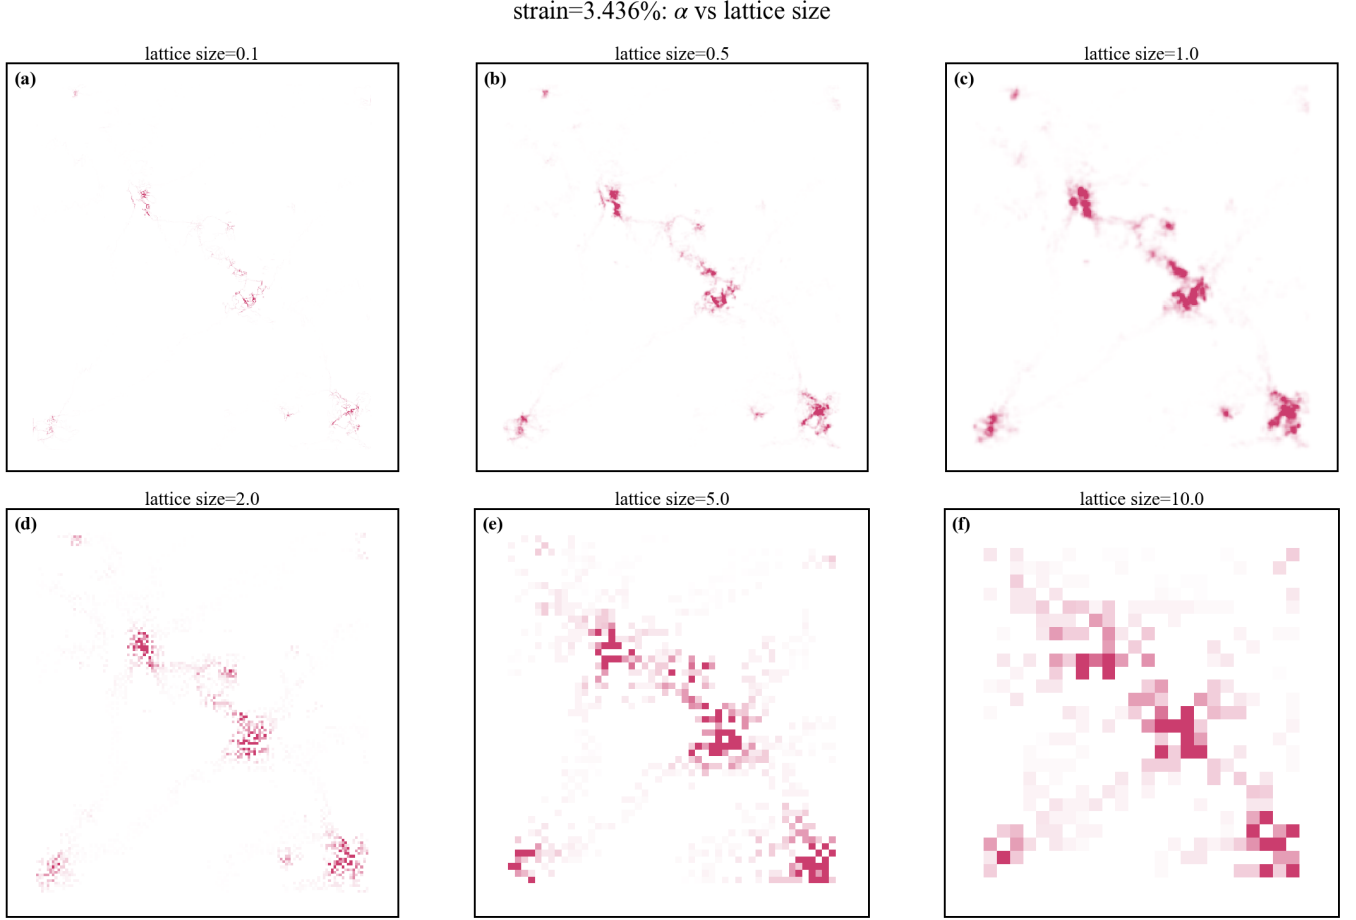 strain=3.436%: α vs lattice size
lattice size=0.1
lattice size=0.5
lattice size=1.0
(a)
(b)
(c)
lattice size=2.0
lattice size=5.0
lattice size=10.0
(d)
(e)
(f)